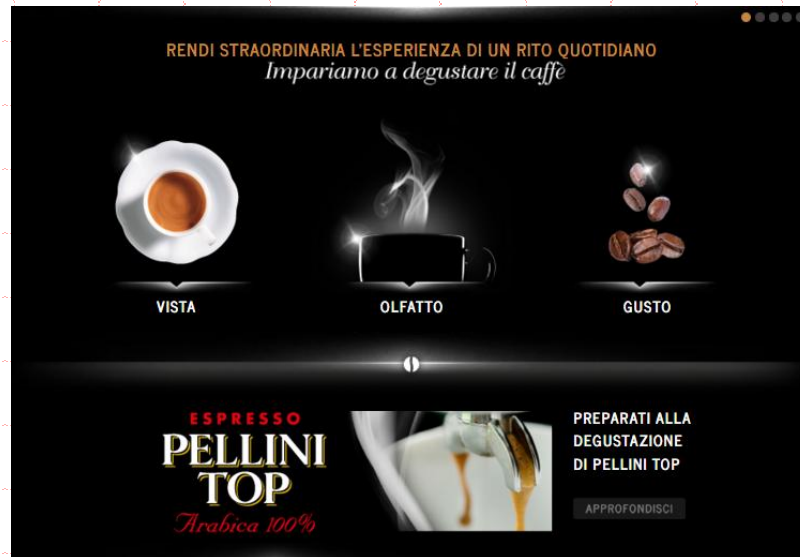 RENDI STRAORDINARIA L'ESPERIENZA DI UN RITO QUOTIDIANO
Impariamo a degustare il caffè
VISTA
OLFATTO
GUSTO
ESPRESSO
PELLINI
TOP
Arabica 100%
PREPARATI ALLA
DEGUSTAZIONE
DI PELLINI TOP
APPROFONDISCI